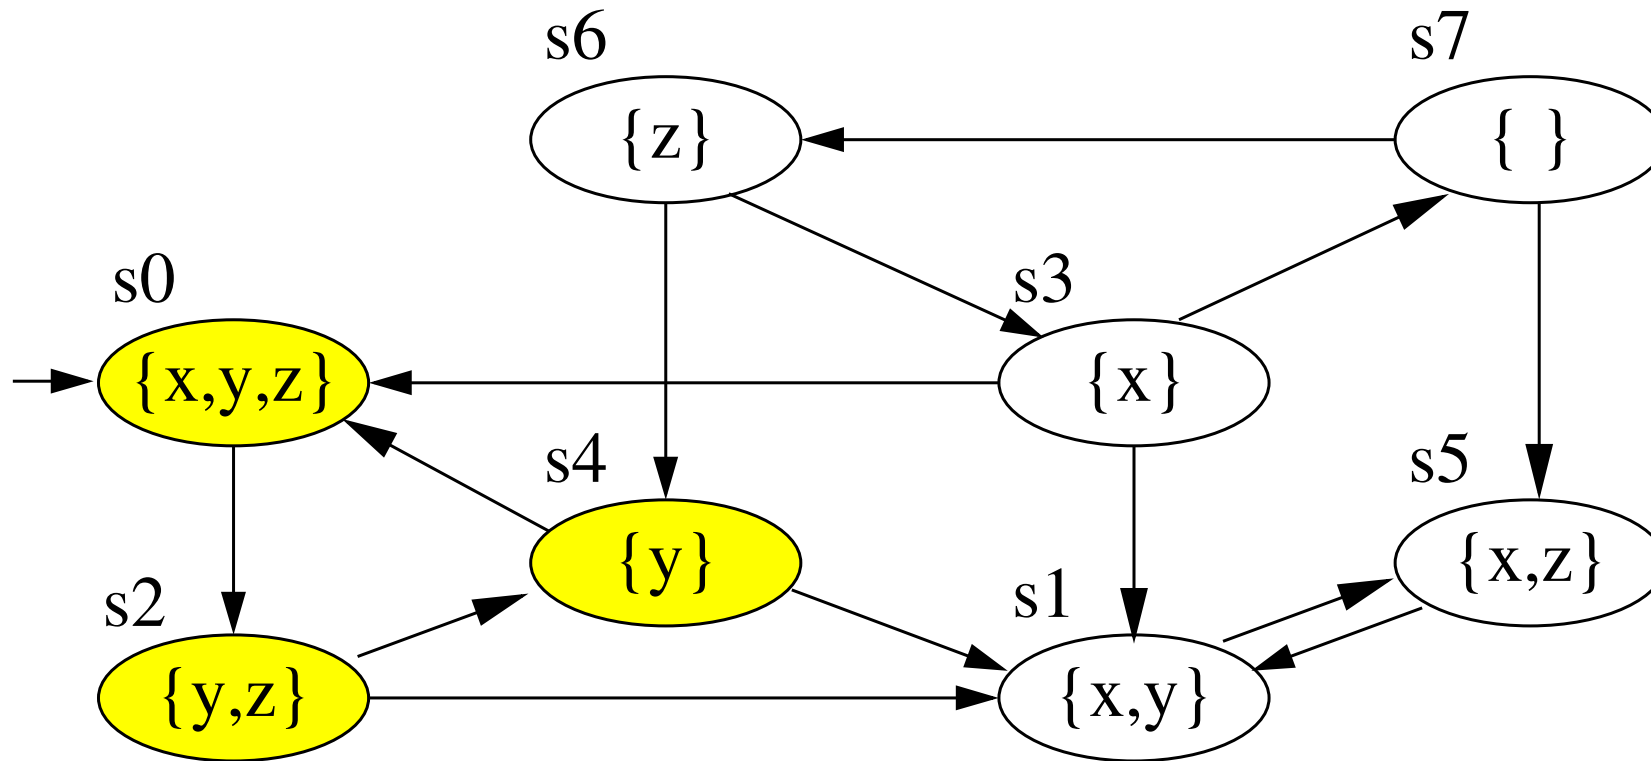 s6
s7
{z}
{ }
s0
s3
{x,y,z}
{x}
s4
s5
{y}
{x,z}
s2
s1
{y,z}
{x,y}